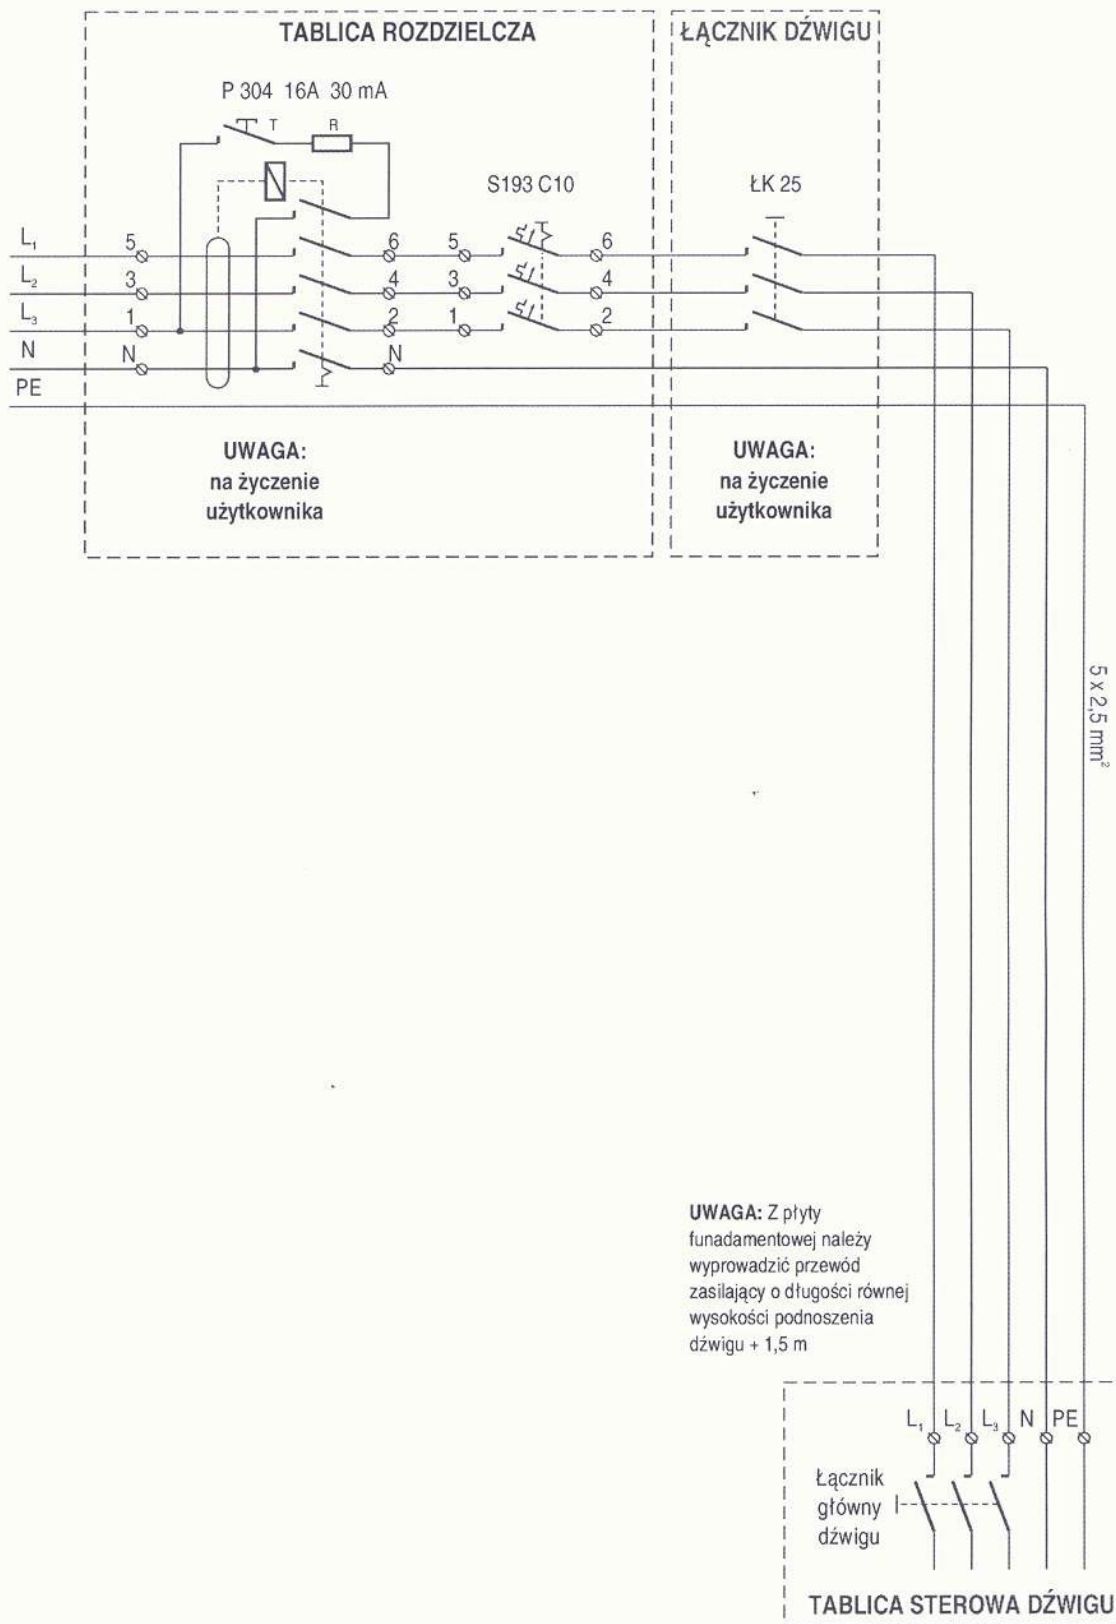 TABLICA ROZDZIELCZA
ŁĄCZNIK DŹWIGU
P 304 16A 30 mA
T R
S193 C10
ŁK 25
L₁ 5 6 5 6
L₂ 3 4 3 4
L₃ 1 2 1 2
N N N
PE
UWAGA:
na życzenie
użytkownika
UWAGA:
na życzenie
użytkownika
5 x 2,5 mm²
UWAGA: Z płyty
funadamentowej należy
wyprowadzić przewód
zasilający o długości równej
wysokości podnoszenia
dźwigu + 1,5 m
L₁ L₂ L₃ N PE
Łącznik
główny
dźwigu
TABLICA STEROWA DŹWIGU